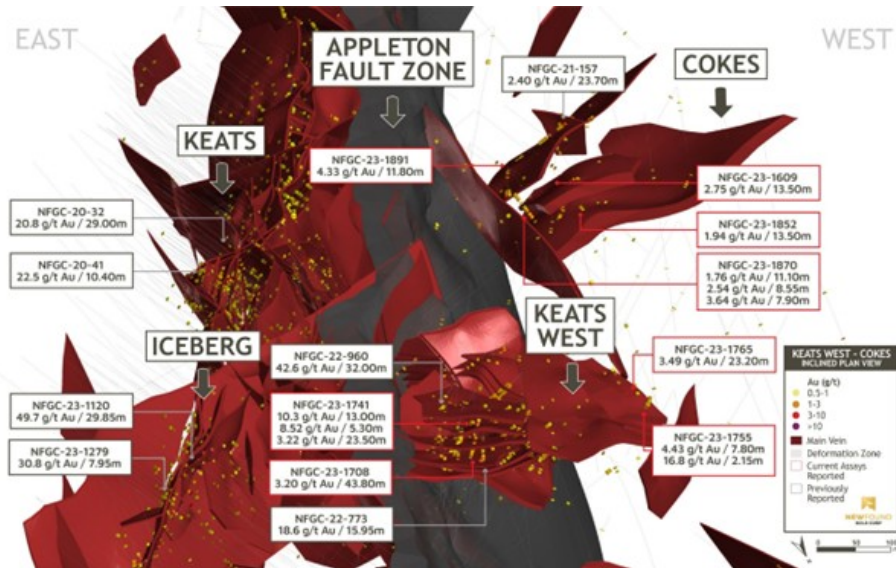 EAST
APPLETON
FAULT ZONE
WEST
NFGC-21-157
2.40 g/t Au / 23.70m
COKES
KEATS
NFGC-23-1891
4.33 g/t Au / 11.80m
NFGC-23-1609
2.75 g/t Au / 13.50m
NFGC-20-32
20.8 g/t Au / 29.00m
NFGC-23-1852
1.94 g/t Au / 13.50m
NFGC-20-41
22.5 g/t Au / 10.40m
NFGC-23-1870
1.76 g/t Au / 11.10m
2.54 g/t Au / 8.55m
3.64 g/t Au / 7.90m
KEATS
WEST
ICEBERG
NFGC-22-960
42.6 g/t Au / 32.00m
NFGC-23-1765
3.49 g/t Au / 23.20m
NFGC-23-1120
49.7 g/t Au / 29.85m
NFGC-23-1741
10.3 g/t Au / 13.00m
8.52 g/t Au / 5.30m
3.22 g/t Au / 23.50m
NFGC-23-1279
30.8 g/t Au / 7.95m
NFGC-23-1755
4.43 g/t Au / 7.80m
16.8 g/t Au / 2.15m
NFGC-23-1708
3.20 g/t Au / 43.80m
NFGC-22-773
18.6 g/t Au / 15.95m
KEATS WEST - COKES
INCLINED PLAN VIEW
Au (g/t)
0.5-1
1-3
3-10
>10
Main Vein
Deformation Zone
Current Assays
Reported
Previously
Reported
NEWFOUND
GOLD CORP
0 50 100